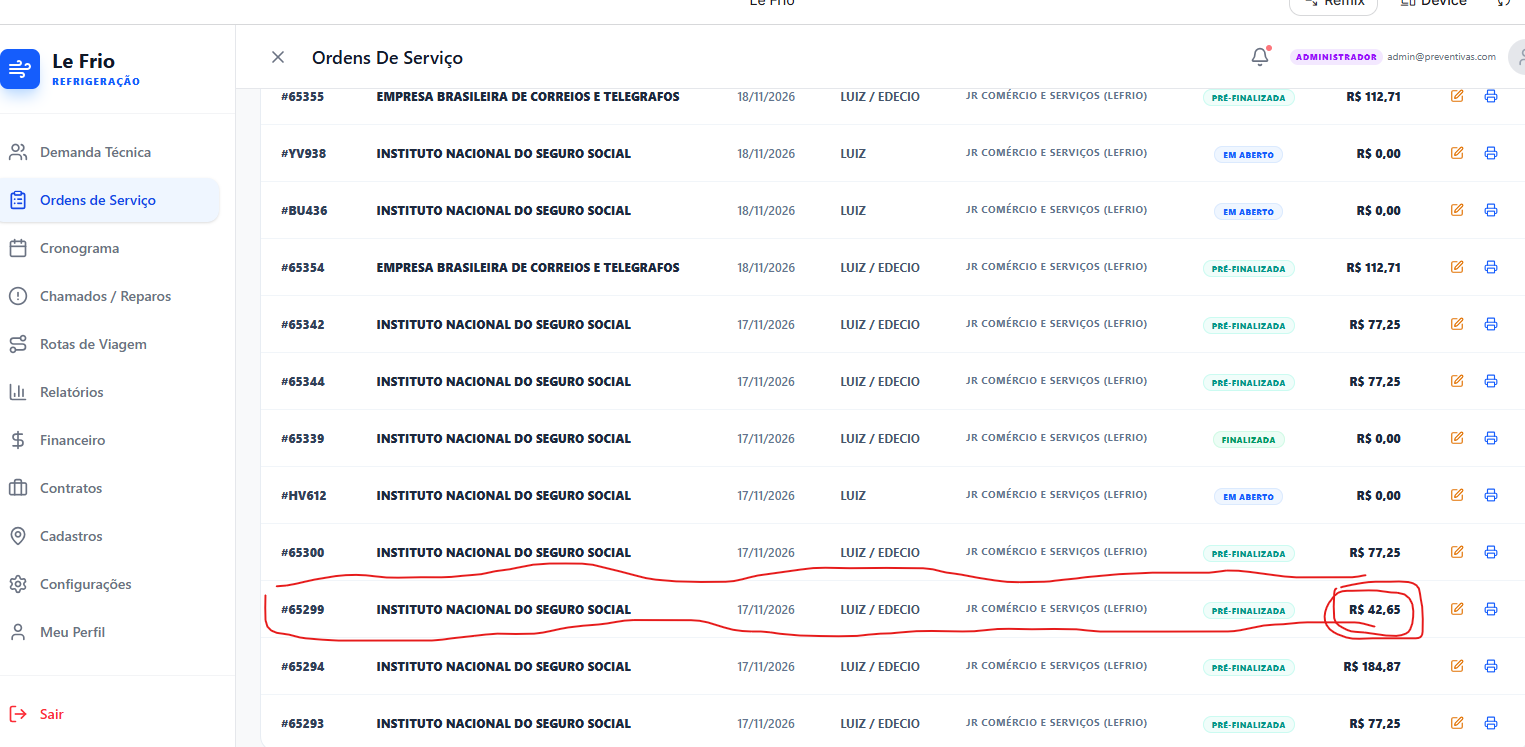 Le Frio
Remix
Device
Le Frio
REFRIGERAÇÃO
Ordens De Serviço
ADMINISTRADOR
admin@preventivas.com
Demanda Técnica
Ordens de Serviço
Cronograma
Chamados / Reparos
Rotas de Viagem
Relatórios
Financeiro
Contratos
Cadastros
Configurações
Meu Perfil
Sair
#65355 EMPRESA BRASILEIRA DE CORREIOS E TELEGRAFOS 18/11/2026 LUIZ / EDECIO JR COMÉRCIO E SERVIÇOS (LEFRIO) PRÉ-FINALIZADA R$ 112,71
#YV938 INSTITUTO NACIONAL DO SEGURO SOCIAL 18/11/2026 LUIZ JR COMÉRCIO E SERVIÇOS (LEFRIO) EM ABERTO R$ 0,00
#BU436 INSTITUTO NACIONAL DO SEGURO SOCIAL 18/11/2026 LUIZ JR COMÉRCIO E SERVIÇOS (LEFRIO) EM ABERTO R$ 0,00
#65354 EMPRESA BRASILEIRA DE CORREIOS E TELEGRAFOS 18/11/2026 LUIZ / EDECIO JR COMÉRCIO E SERVIÇOS (LEFRIO) PRÉ-FINALIZADA R$ 112,71
#65342 INSTITUTO NACIONAL DO SEGURO SOCIAL 17/11/2026 LUIZ / EDECIO JR COMÉRCIO E SERVIÇOS (LEFRIO) PRÉ-FINALIZADA R$ 77,25
#65344 INSTITUTO NACIONAL DO SEGURO SOCIAL 17/11/2026 LUIZ / EDECIO JR COMÉRCIO E SERVIÇOS (LEFRIO) PRÉ-FINALIZADA R$ 77,25
#65339 INSTITUTO NACIONAL DO SEGURO SOCIAL 17/11/2026 LUIZ / EDECIO JR COMÉRCIO E SERVIÇOS (LEFRIO) FINALIZADA R$ 0,00
#HV612 INSTITUTO NACIONAL DO SEGURO SOCIAL 17/11/2026 LUIZ JR COMÉRCIO E SERVIÇOS (LEFRIO) EM ABERTO R$ 0,00
#65300 INSTITUTO NACIONAL DO SEGURO SOCIAL 17/11/2026 LUIZ / EDECIO JR COMÉRCIO E SERVIÇOS (LEFRIO) PRÉ-FINALIZADA R$ 77,25
#65299 INSTITUTO NACIONAL DO SEGURO SOCIAL 17/11/2026 LUIZ / EDECIO JR COMÉRCIO E SERVIÇOS (LEFRIO) PRÉ-FINALIZADA R$ 42,65
#65294 INSTITUTO NACIONAL DO SEGURO SOCIAL 17/11/2026 LUIZ / EDECIO JR COMÉRCIO E SERVIÇOS (LEFRIO) PRÉ-FINALIZADA R$ 184,87
#65293 INSTITUTO NACIONAL DO SEGURO SOCIAL 17/11/2026 LUIZ / EDECIO JR COMÉRCIO E SERVIÇOS (LEFRIO) PRÉ-FINALIZADA R$ 77,25